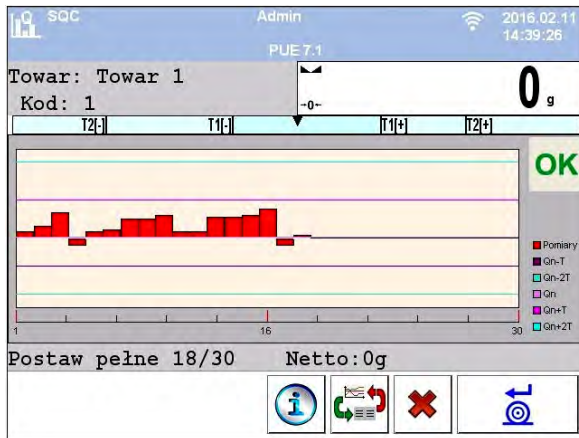 SQC
Admin
2016.02.11
14:39:26
PUE 7.1
Towar: Towar 1
Kod: 1
→0←
0 g
T2[-]
T1[-]
T1[+]
T2[+]
OK
Pomiary
Qn-T
Qn-2T
Qn
Qn+T
Qn+2T
1
16
30
Postaw pełne 18/30 Netto:0g